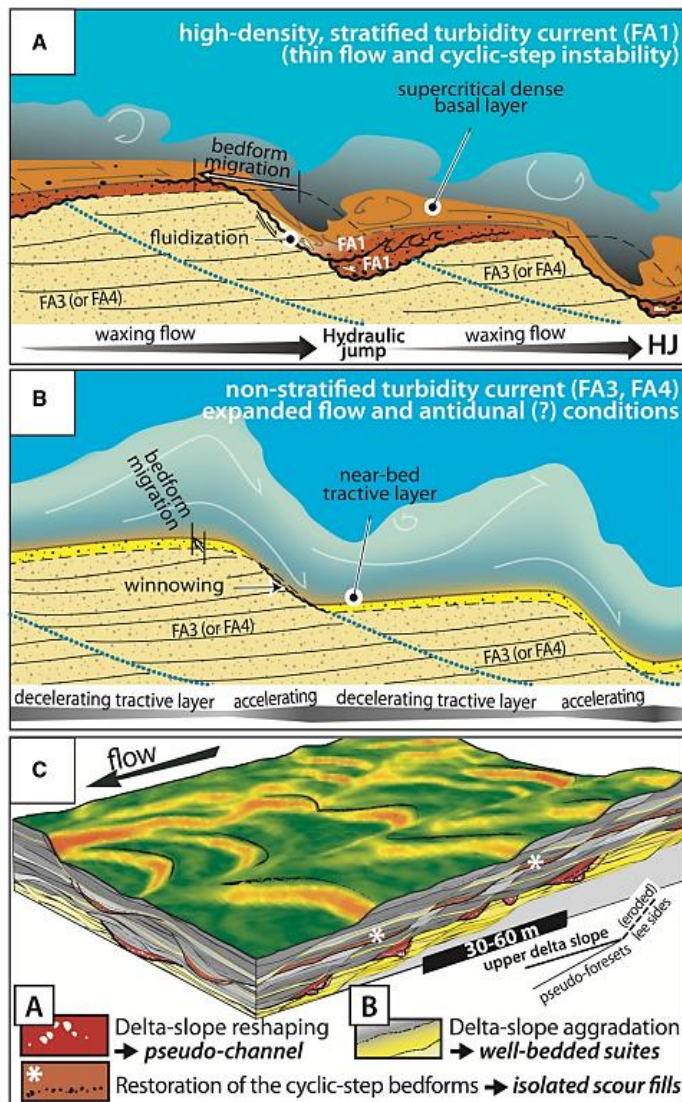 A
high-density, stratified turbidity current (FA1)
(thin flow and cyclic-step instability)
supercritical dense
basal layer
bedform
migration
fluidization
FA1
FA1
FA3 (or FA4)
FA3 (or FA4)
waxing flow
Hydraulic
jump
waxing flow
HJ
B
non-stratified turbidity current (FA3, FA4)
expanded flow and antidunal (?) conditions
bedform
migration
near-bed
tractive layer
winnowing
FA3 (or FA4)
FA3 (or FA4)
decelerating tractive layer
accelerating
decelerating tractive layer
accelerating
C
flow
*
*
30-60 m
upper delta slope
(eroded)
lee sides
pseudo-foresets
A
Delta-slope reshaping
→ pseudo-channel
B
Delta-slope aggradation
→ well-bedded suites
* Restoration of the cyclic-step bedforms → isolated scour fills